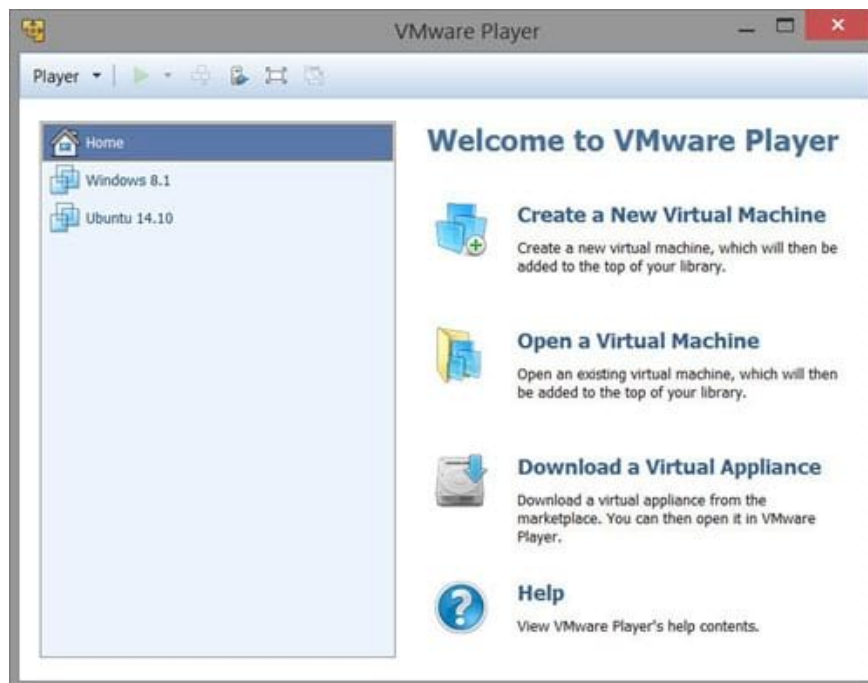 VMware Player
Player
Home
Windows 8.1
Ubuntu 14.10
Welcome to VMware Player
Create a New Virtual Machine
Create a new virtual machine, which will then be
added to the top of your library.
Open a Virtual Machine
Open an existing virtual machine, which will then
be added to the top of your library.
Download a Virtual Appliance
Download a virtual appliance from the
marketplace. You can then open it in VMware
Player.
Help
View VMware Player's help contents.